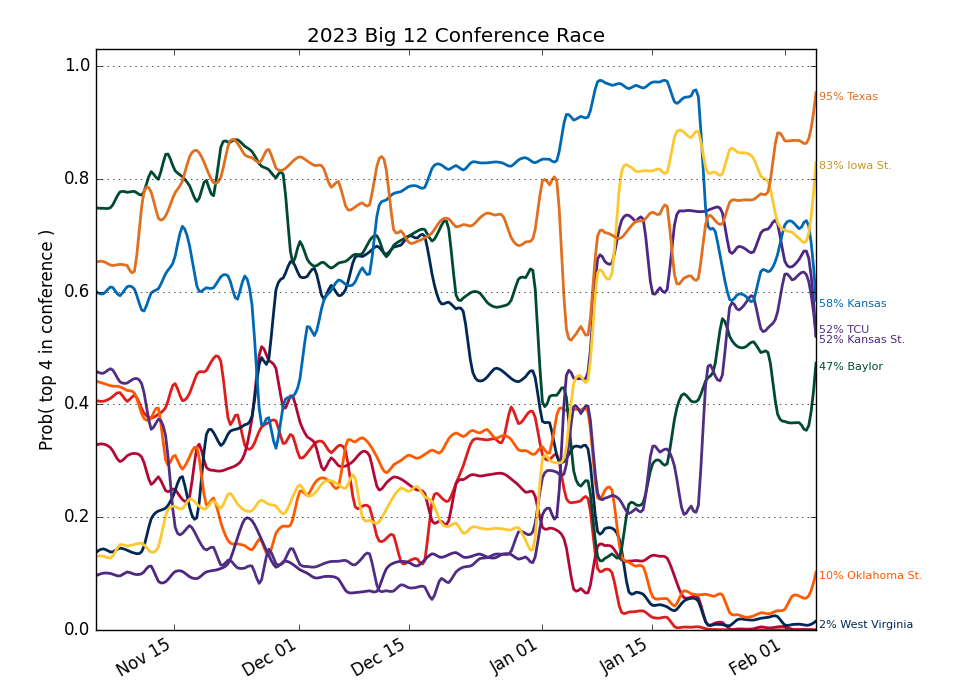 2023 Big 12 Conference Race
Prob( top 4 in conference )
1.0
0.8
0.6
0.4
0.2
0.0
Nov 15
Dec 01
Dec 15
Jan 01
Jan 15
Feb 01
95% Texas
83% Iowa St.
58% Kansas
52% TCU
52% Kansas St.
47% Baylor
10% Oklahoma St.
2% West Virginia